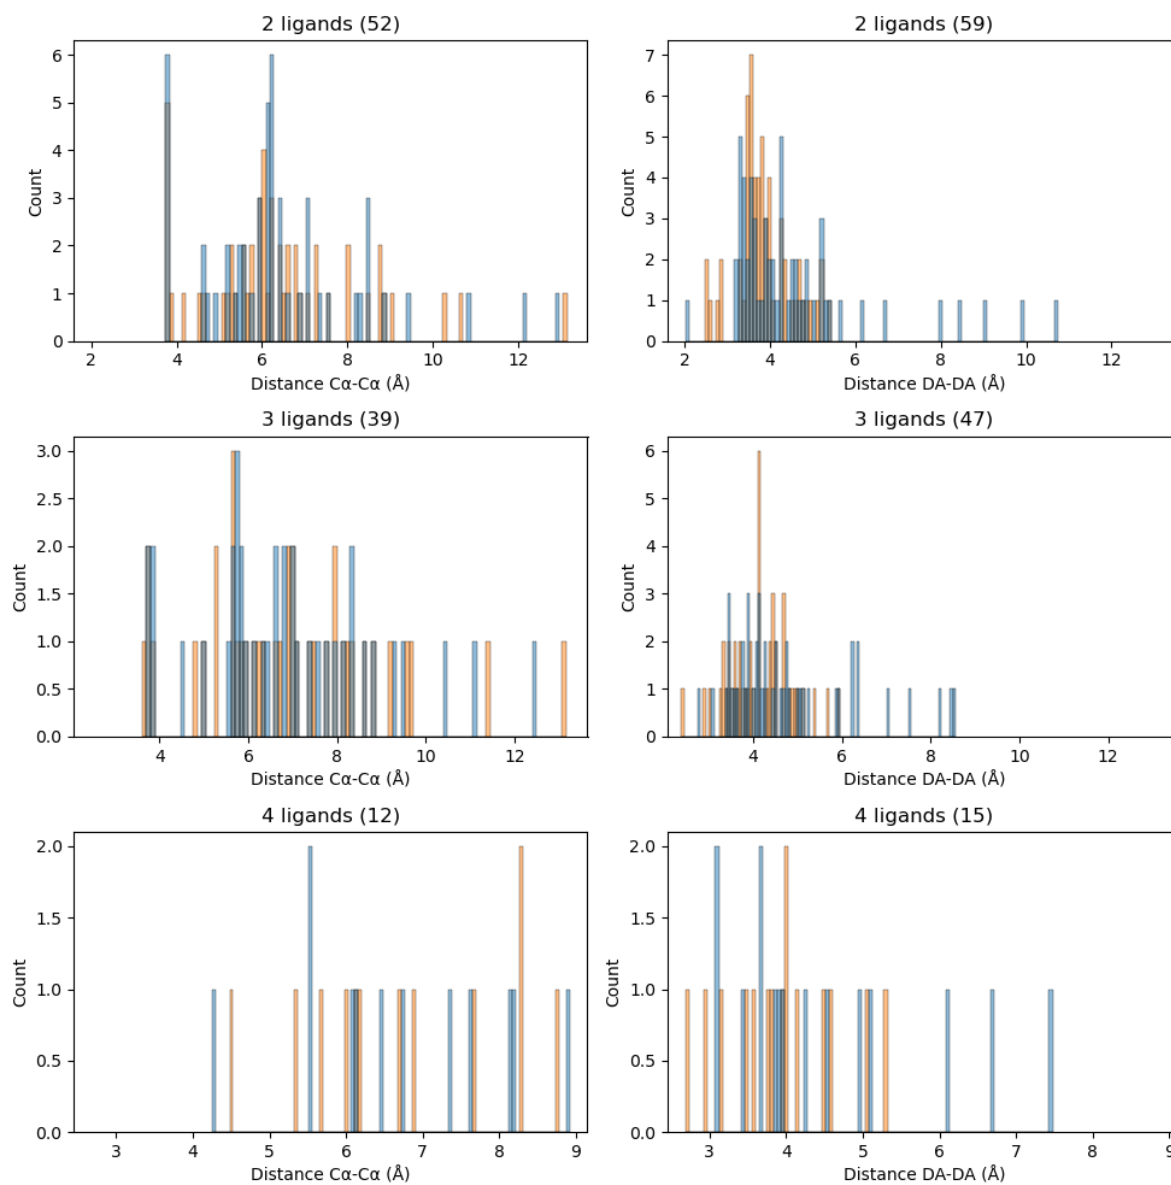 2 ligands (52)
6
5
4
3
2
1
0
Count
2 4 6 8 10 12
Distance Cα-Cα (Å)
2 ligands (59)
7
6
5
4
3
2
1
0
Count
2 4 6 8 10 12
Distance DA-DA (Å)
3 ligands (39)
3.0
2.5
2.0
1.5
1.0
0.5
0.0
Count
4 6 8 10 12
Distance Cα-Cα (Å)
3 ligands (47)
6
5
4
3
2
1
0
Count
4 6 8 10 12
Distance DA-DA (Å)
4 ligands (12)
2.0
1.5
1.0
0.5
0.0
Count
3 4 5 6 7 8 9
Distance Cα-Cα (Å)
4 ligands (15)
2.0
1.5
1.0
0.5
0.0
Count
3 4 5 6 7 8 9
Distance DA-DA (Å)